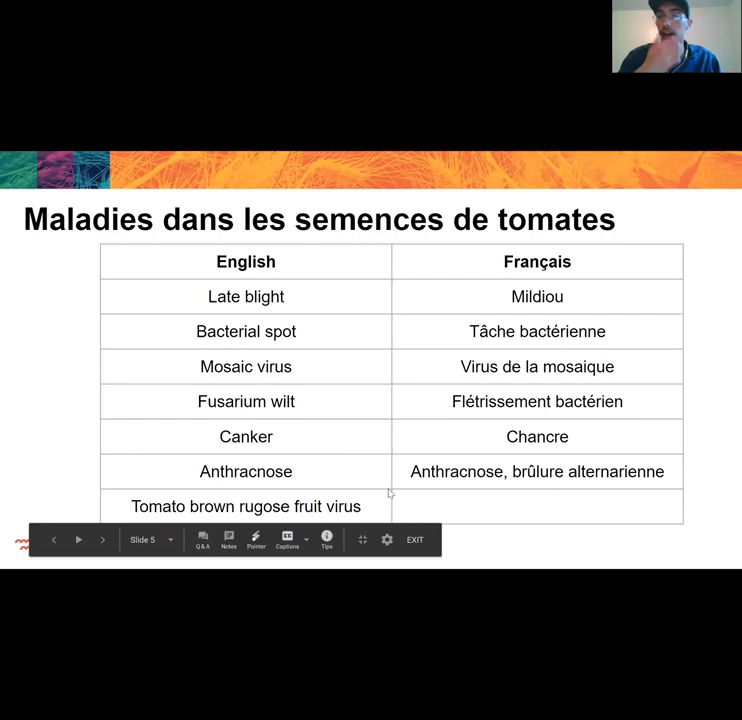 Maladies dans les semences de tomates
English Français
Late blight Mildiou
Bacterial spot Tâche bactérienne
Mosaic virus Virus de la mosaique
Fusarium wilt Flétrissement bactérien
Canker Chancre
Anthracnose Anthracnose, brûlure alternarienne
Tomato brown rugose fruit virus
Slide 5 Q&A Notes Pointer Captions Tips EXIT